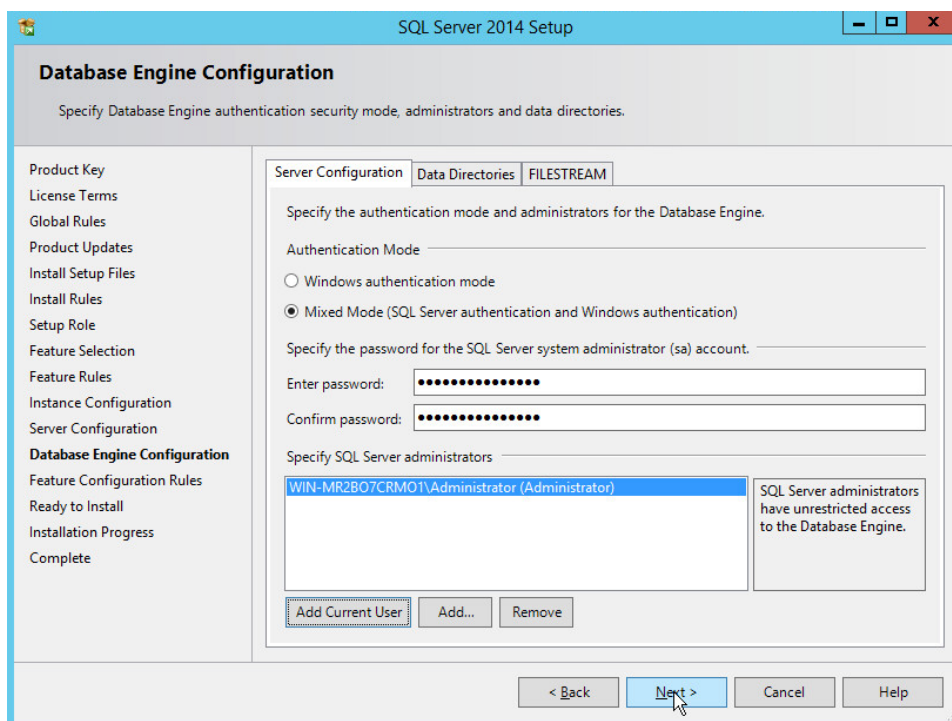 SQL Server 2014 Setup
Database Engine Configuration
Specify Database Engine authentication security mode, administrators and data directories.
Product Key
License Terms
Global Rules
Product Updates
Install Setup Files
Install Rules
Setup Role
Feature Selection
Feature Rules
Instance Configuration
Server Configuration
Database Engine Configuration
Feature Configuration Rules
Ready to Install
Installation Progress
Complete
Server Configuration Data Directories FILESTREAM
Specify the authentication mode and administrators for the Database Engine.
Authentication Mode
Windows authentication mode
Mixed Mode (SQL Server authentication and Windows authentication)
Specify the password for the SQL Server system administrator (sa) account.
Enter password: ●●●●●●●●●●●●●●●
Confirm password: ●●●●●●●●●●●●●●●
Specify SQL Server administrators
WIN-MR2BO7CRMO1\Administrator (Administrator)
SQL Server administrators
have unrestricted access
to the Database Engine.
Add Current User Add... Remove
< Back Next > Cancel Help